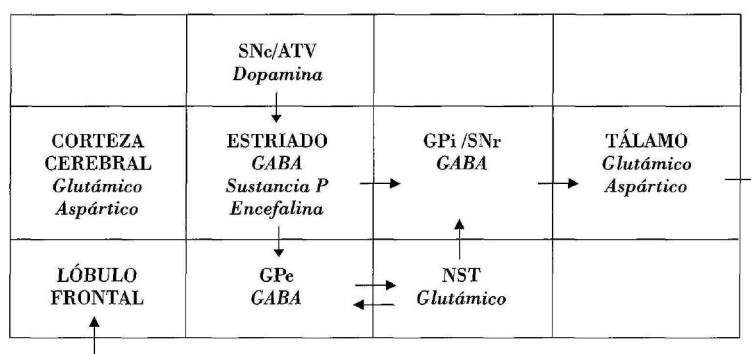 SNc/ATV
Dopamina
CORTEZA
CEREBRAL
Glutámico
Aspártico
ESTRIADO
GABA
Sustancia P
Encefalina
GPi /SNr
GABA
TÁLAMO
Glutámico
Aspártico
LÓBULO
FRONTAL
GPe
GABA
NST
Glutámico